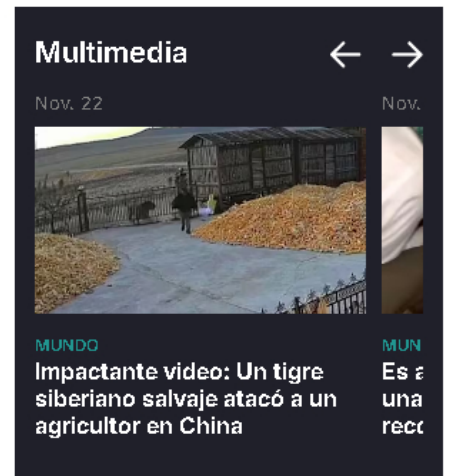 Multimedia
Nov. 22
Nov.
MUNDO
Impactante video: Un tigre
siberiano salvaje atacó a un
agricultor en China
MUN
Es a
una
reco